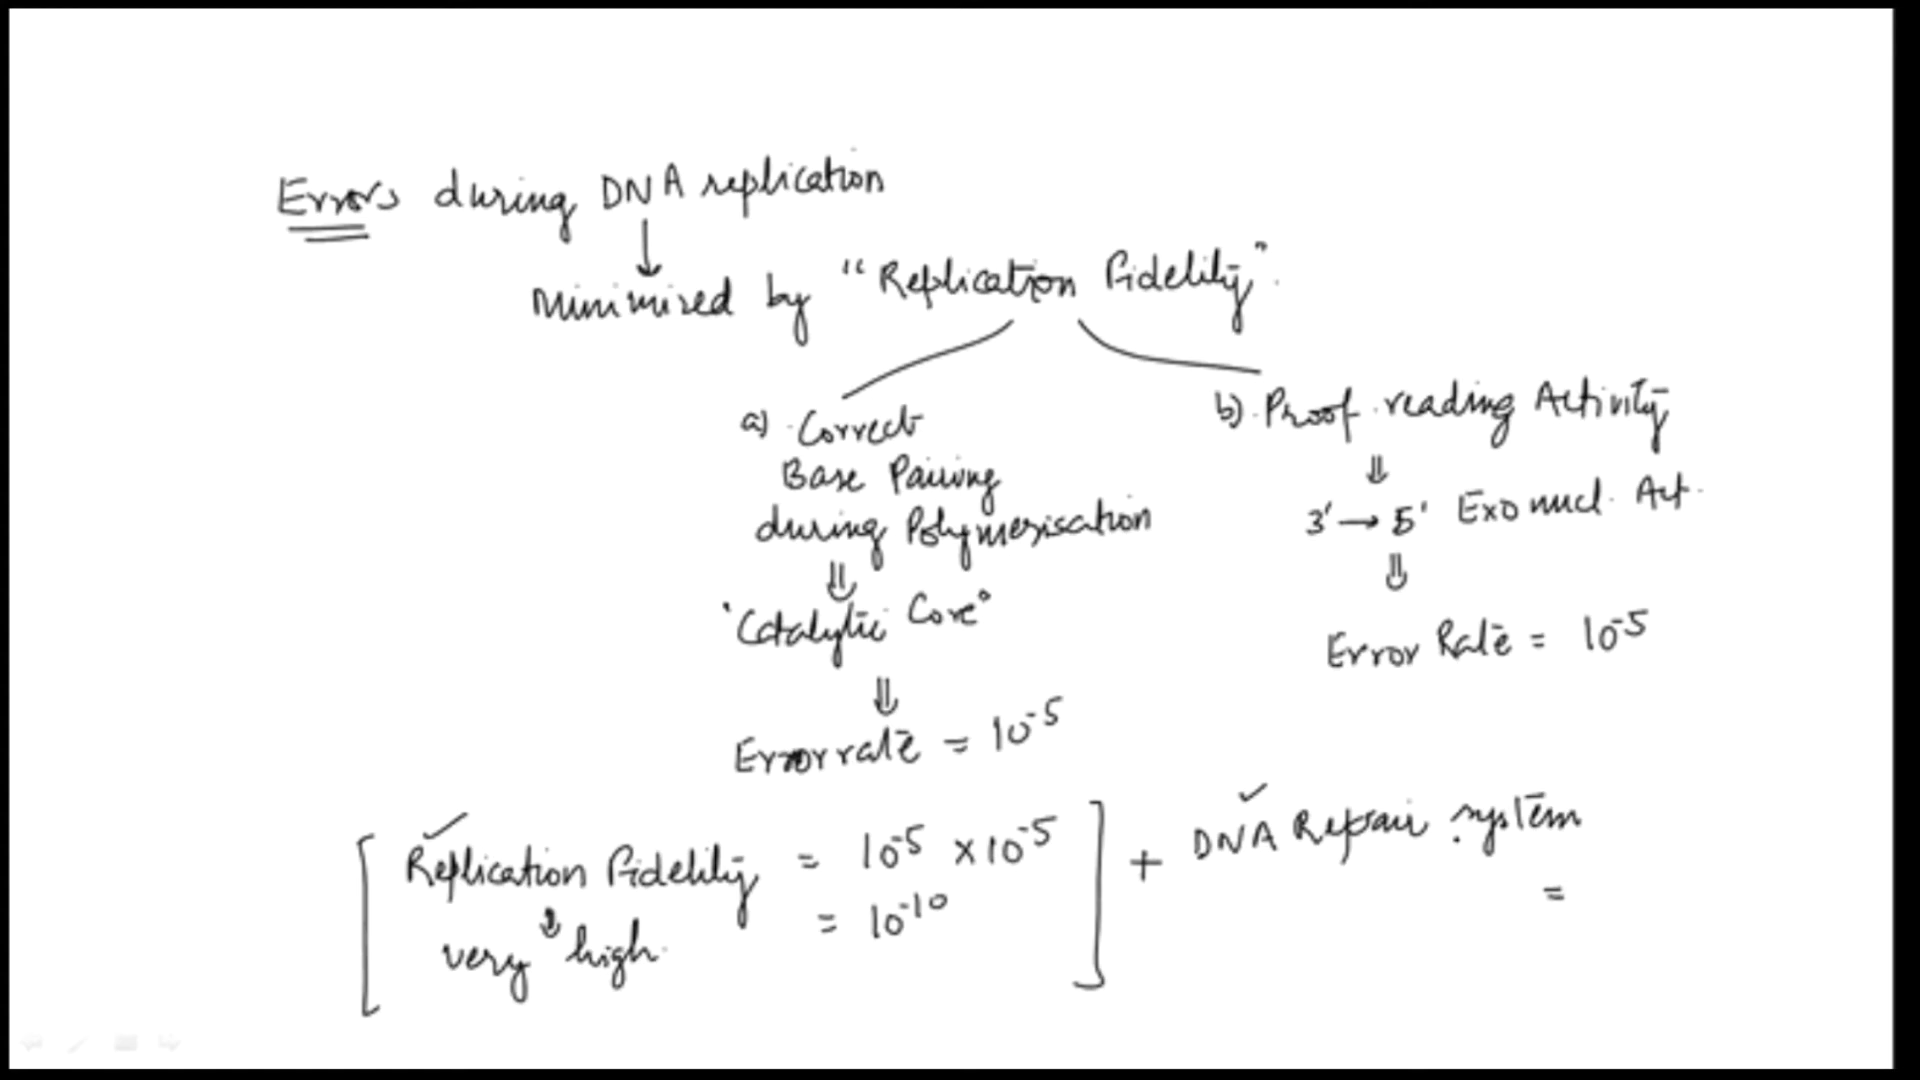 Errors during DNA replication
Minimised by "Replication Fidelity".
a) Correct
Base Pairing
during Polymerisation
"Catalytic Core"
Error rate = 10⁻⁵
b) Proof reading Activity
3' → 5' Exonucl. Act.
Error Rate = 10⁻⁵
[ Replication Fidelity = 10⁻⁵ x 10⁻⁵ ] + DNA Repair system
very high. = 10⁻¹⁰ =